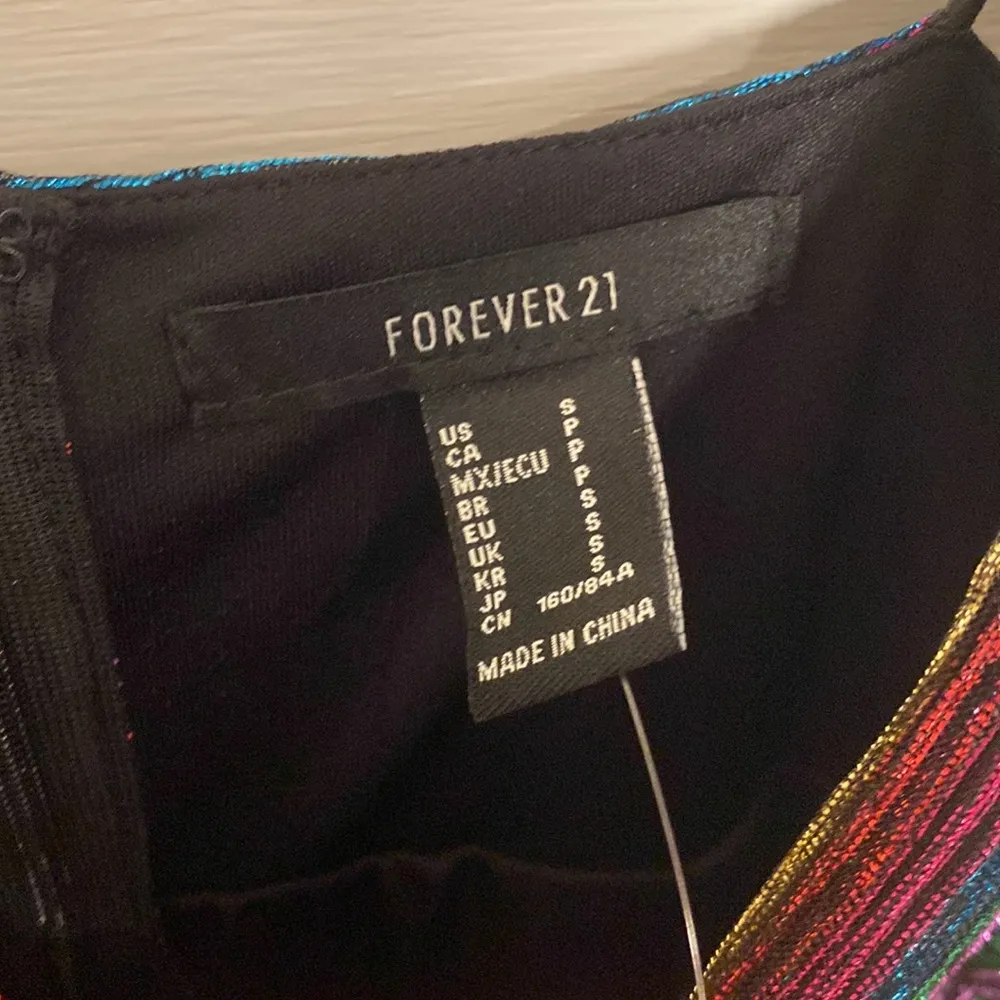 FOREVER 21
US S
CA P
MX/ECU P
BR P
EU S
UK S
KR S
JP S
CN 160/84A
MADE IN CHINA